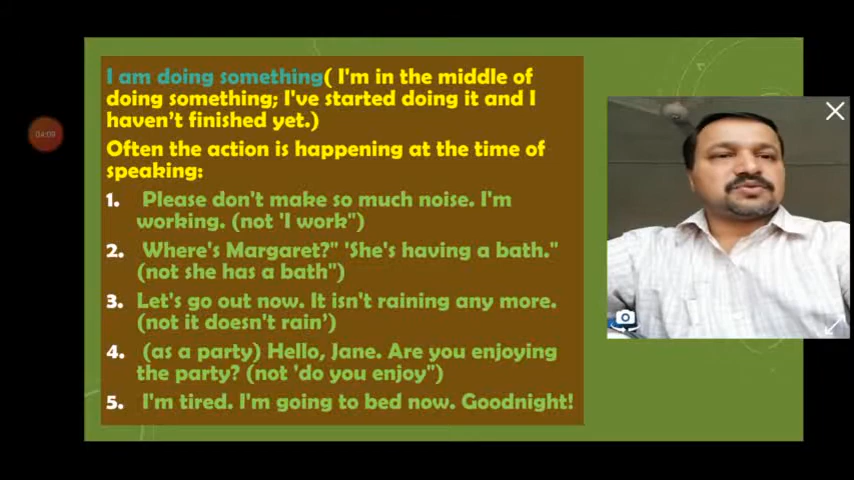 I am doing something( I'm in the middle of
doing something; I've started doing it and I
haven't finished yet.)
Often the action is happening at the time of
speaking:
1. Please don't make so much noise. I'm
working. (not 'I work")
2. Where's Margaret?" 'She's having a bath."
(not she has a bath")
3. Let's go out now. It isn't raining any more.
(not it doesn't rain’)
4. (as a party) Hello, Jane. Are you enjoying
the party? (not 'do you enjoy")
5. I'm tired. I'm going to bed now. Goodnight!
04:09